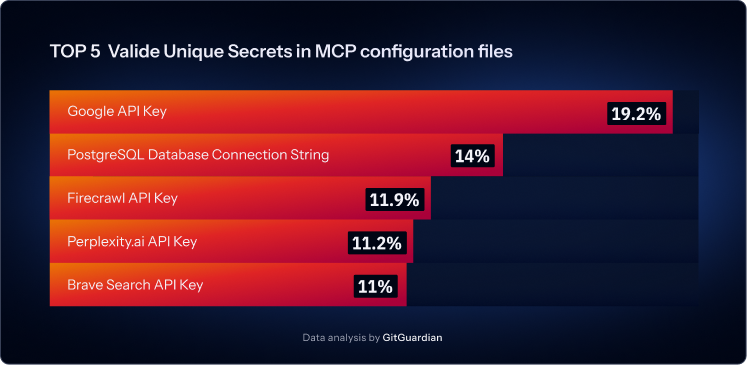 TOP 5 Valide Unique Secrets in MCP configuration files
Google API Key 19.2%
PostgreSQL Database Connection String 14%
Firecrawl API Key 11.9%
Perplexity.ai API Key 11.2%
Brave Search API Key 11%
Data analysis by GitGuardian